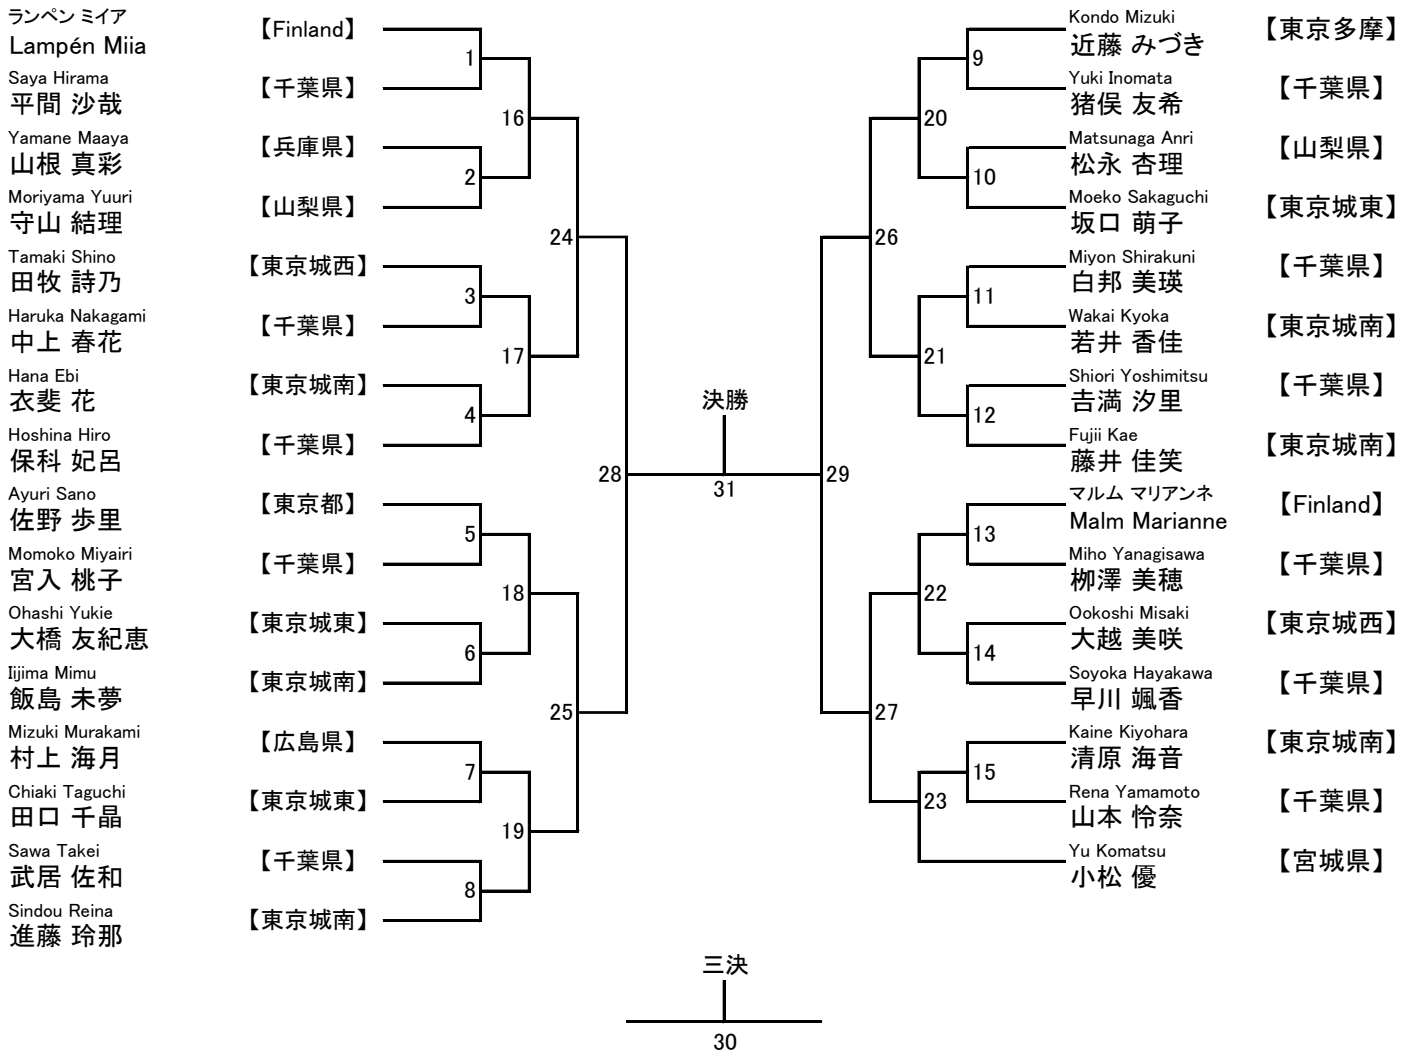 ランペン ミイア
Lampén Miia
【Finland】
Saya Hirama
平間 沙哉
【千葉県】
Yamane Maaya
山根 真彩
【兵庫県】
Moriyama Yuuri
守山 結理
【山梨県】
Tamaki Shino
田牧 詩乃
【東京城西】
Haruka Nakagami
中上 春花
【千葉県】
Hana Ebi
衣斐 花
【東京城南】
Hoshina Hiro
保科 妃呂
【千葉県】
Ayuri Sano
佐野 歩里
【東京都】
Momoko Miyairi
宮入 桃子
【千葉県】
Ohashi Yukie
大橋 友紀恵
【東京城東】
Iijima Mimu
飯島 未夢
【東京城南】
Mizuki Murakami
村上 海月
【広島県】
Chiaki Taguchi
田口 千晶
【東京城東】
Sawa Takei
武居 佐和
【千葉県】
Sindou Reina
進藤 玲那
【東京城南】
1
2
3
4
5
6
7
8
16
17
18
19
24
25
28
決勝
31
29
26
27
20
21
22
23
9
10
11
12
13
14
15
Kondo Mizuki
近藤 みづき
【東京多摩】
Yuki Inomata
猪俣 友希
【千葉県】
Matsunaga Anri
松永 杏理
【山梨県】
Moeko Sakaguchi
坂口 萌子
【東京城東】
Miyon Shirakuni
白邦 美瑛
【千葉県】
Wakai Kyoka
若井 香佳
【東京城南】
Shiori Yoshimitsu
𠮷満 汐里
【千葉県】
Fujii Kae
藤井 佳笑
【東京城南】
マルム マリアンネ
Malm Marianne
【Finland】
Miho Yanagisawa
栁澤 美穂
【千葉県】
Ookoshi Misaki
大越 美咲
【東京城西】
Soyoka Hayakawa
早川 颯香
【千葉県】
Kaine Kiyohara
清原 海音
【東京城南】
Rena Yamamoto
山本 怜奈
【千葉県】
Yu Komatsu
小松 優
【宮城県】
三決
30